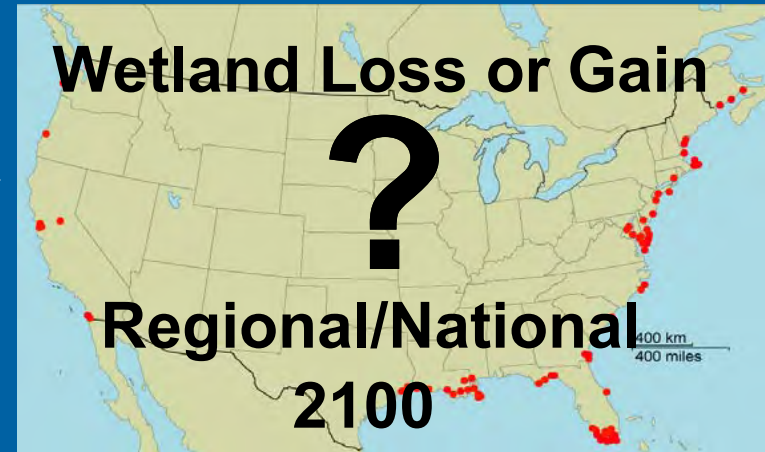 Wetland Loss or Gain
?
Regional/National
400 km
400 miles
2100